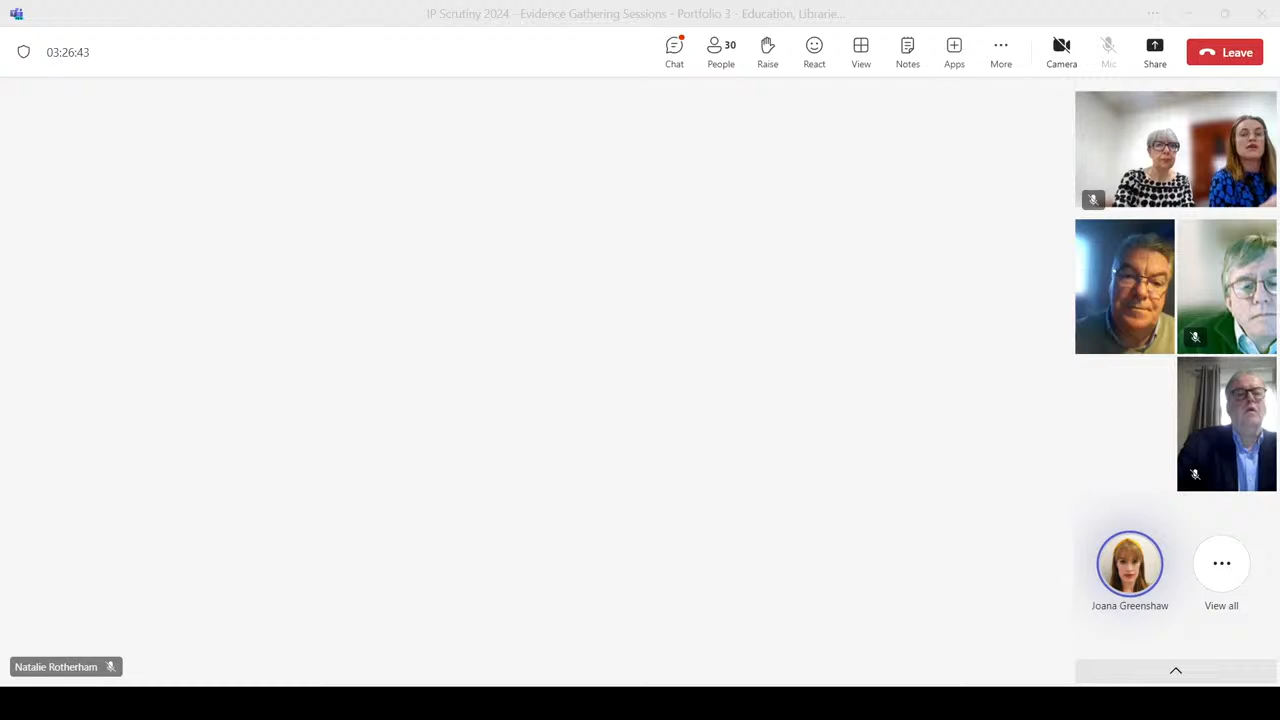 IP Scrutiny 2024 - Evidence Gathering Sessions - Portfolio 3 - Education, Librarie...
03:26:43
Chat
30
People
Raise
React
View
Notes
Apps
More
Camera
Mic
Share
Leave
Joana Greenshaw
View all
Natalie Rotherham